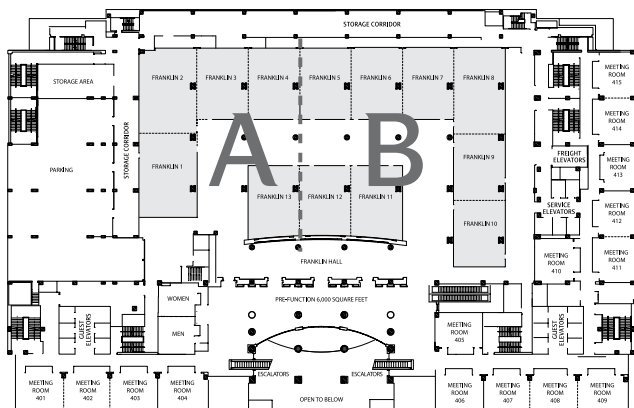 STORAGE CORRIDOR
STORAGE AREA
FRANKLIN 2
FRANKLIN 3
FRANKLIN 4
FRANKLIN 5
FRANKLIN 6
FRANKLIN 7
FRANKLIN 8
MEETING
ROOM
415
MEETING
ROOM
414
A
B
STORAGE CORRIDOR
PARKING
FRANKLIN 1
FRANKLIN 9
FREIGHT
ELEVATORS
MEETING
ROOM
413
SERVICE
ELEVATORS
MEETING
ROOM
412
FRANKLIN 13
FRANKLIN 12
FRANKLIN 11
FRANKLIN 10
FRANKLIN HALL
MEETING
ROOM
410
MEETING
ROOM
411
WOMEN
MEN
PRE-FUNCTION 6,000 SQUARE FEET
GUEST
ELEVATORS
MEETING
ROOM
405
GUEST
ELEVATORS
ESCALATORS
ESCALATORS
MEETING
ROOM
401
MEETING
ROOM
402
MEETING
ROOM
403
MEETING
ROOM
404
OPEN TO BELOW
MEETING
ROOM
406
MEETING
ROOM
407
MEETING
ROOM
408
MEETING
ROOM
409